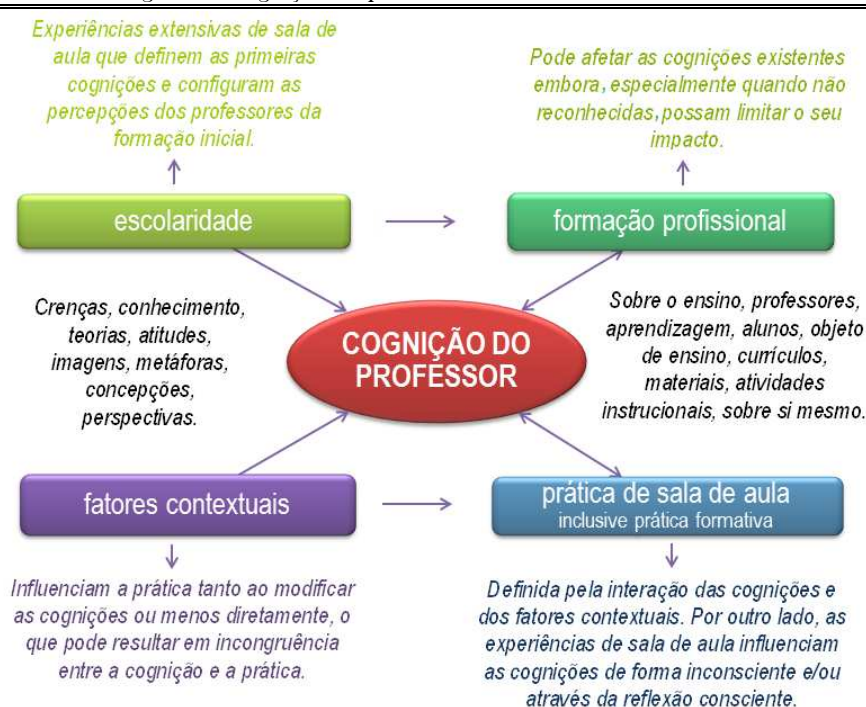 Experiências extensivas de sala de
aula que definem as primeiras
cognições e configuram as
percepções dos professores da
formação inicial.
Pode afetar as cognições existentes
embora, especialmente quando não
reconhecidas, possam limitar o seu
impacto.
escolaridade
formação profissional
Crenças, conhecimento,
teorias, atitudes,
imagens, metáforas,
concepções,
perspectivas.
COGNIÇÃO DO
PROFESSOR
Sobre o ensino, professores,
aprendizagem, alunos, objeto
de ensino, currículos,
materiais, atividades
instrucionais, sobre si mesmo.
fatores contextuais
prática de sala de aula
inclusive prática formativa
Influenciam a prática tanto ao modificar
as cognições ou menos diretamente, o
que pode resultar em incongruência
entre a cognição e a prática.
Definida pela interação das cognições e
dos fatores contextuais. Por outro lado, as
experiências de sala de aula influenciam
as cognições de forma inconsciente e/ou
através da reflexão consciente.